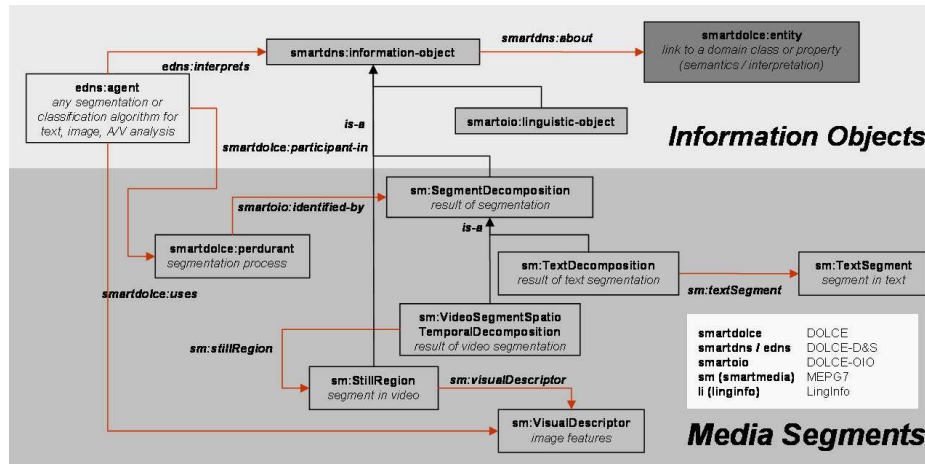 smartdolce:entity
link to a domain class or property
(semantics / interpretation)
smartdns:about
smartdns:information-object
edns:interprets
edns:agent
any segmentation or
classification algorithm for
text, image, A/V analysis
smartoio:linguistic-object
is-a
Information Objects
smartdolce:participant-in
sm:SegmentDecomposition
result of segmentation
smartoio:identified-by
is-a
smartdolce:perdurant
segmentation process
sm:TextDecomposition
result of text segmentation
sm:textSegment
sm:TextSegment
segment in text
smartdolce:uses
sm:VideoSegmentSpatio
TemporalDecomposition
result of video segmentation
sm:stillRegion
smartdolce DOLCE
smartdns / edns DOLCE-D&S
smartoio DOLCE-OIO
sm (smartmedia) MEPG7
li (linginfo) LingInfo
sm:StillRegion
segment in video
sm:visualDescriptor
sm:VisualDescriptor
image features
Media Segments